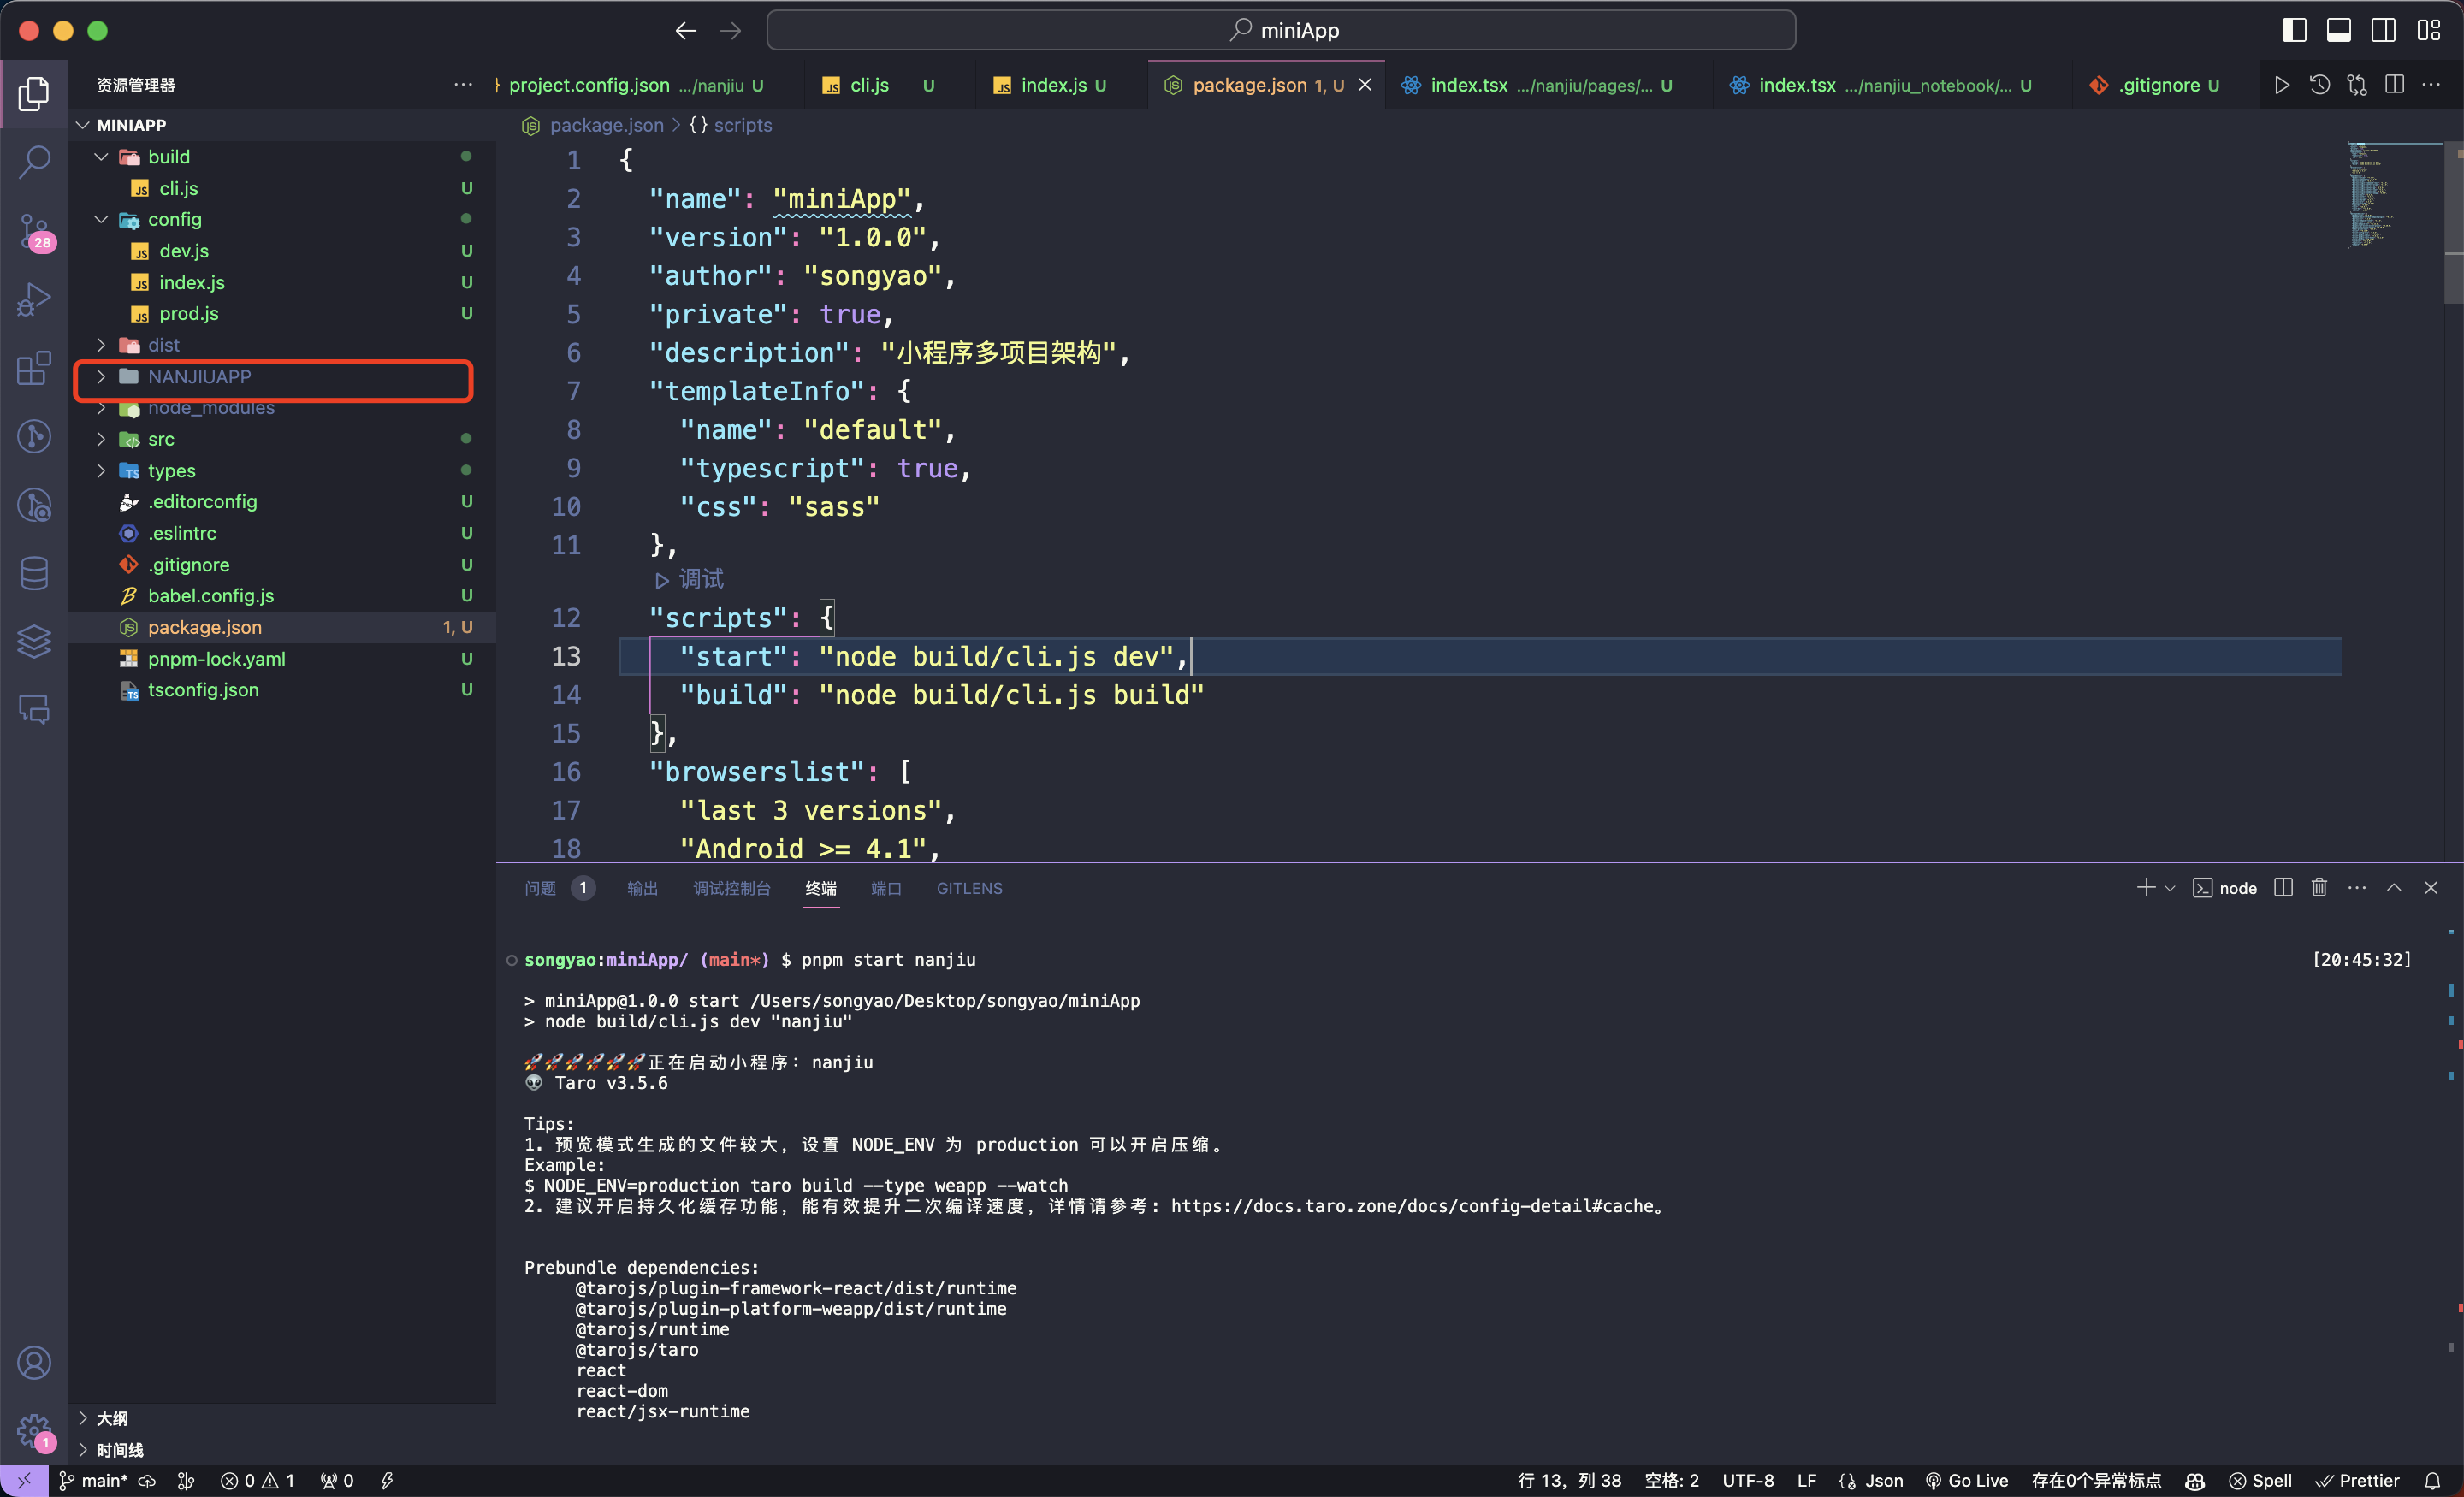 miniApp
资源管理器
project.config.json .../nanjiu U
cli.js U
index.js U
package.json 1, U
index.tsx .../nanjiu/pages/... U
index.tsx .../nanjiu_notebook/... U
.gitignore U
MINIAPP
build
cli.js U
config
dev.js U
index.js U
prod.js U
dist
NANJIUAPP
node_modules
src
types
.editorconfig U
.eslintrc U
.gitignore U
babel.config.js U
package.json 1, U
pnpm-lock.yaml U
tsconfig.json U
大纲
时间线
28
1
package.json > {} scripts
1 {
2 "name": "miniApp",
3 "version": "1.0.0",
4 "author": "songyao",
5 "private": true,
6 "description": "小程序多项目架构",
7 "templateInfo": {
8 "name": "default",
9 "typescript": true,
10 "css": "sass"
11 },
调试
12 "scripts": {
13 "start": "node build/cli.js dev",
14 "build": "node build/cli.js build"
15 },
16 "browserslist": [
17 "last 3 versions",
18 "Android >= 4.1",
问题 1 输出 调试控制台 终端 端口 GITLENS
node
songyao:miniApp/ (main*) $ pnpm start nanjiu [20:45:32]
> miniApp@1.0.0 start /Users/songyao/Desktop/songyao/miniApp
> node build/cli.js dev "nanjiu"
🚀🚀🚀🚀🚀🚀正在启动小程序: nanjiu
👽 Taro v3.5.6
Tips:
1. 预览模式生成的文件较大，设置 NODE_ENV 为 production 可以开启压缩。
Example:
$ NODE_ENV=production taro build --type weapp --watch
2. 建议开启持久化缓存功能，能有效提升二次编译速度，详情请参考: https://docs.taro.zone/docs/config-detail#cache。
Prebundle dependencies:
@tarojs/plugin-framework-react/dist/runtime
@tarojs/plugin-platform-weapp/dist/runtime
@tarojs/runtime
@tarojs/taro
react
react-dom
react/jsx-runtime
main* 0 1 0 行 13，列 38 空格: 2 UTF-8 LF Json Go Live 存在0个异常标点 Spell Prettier